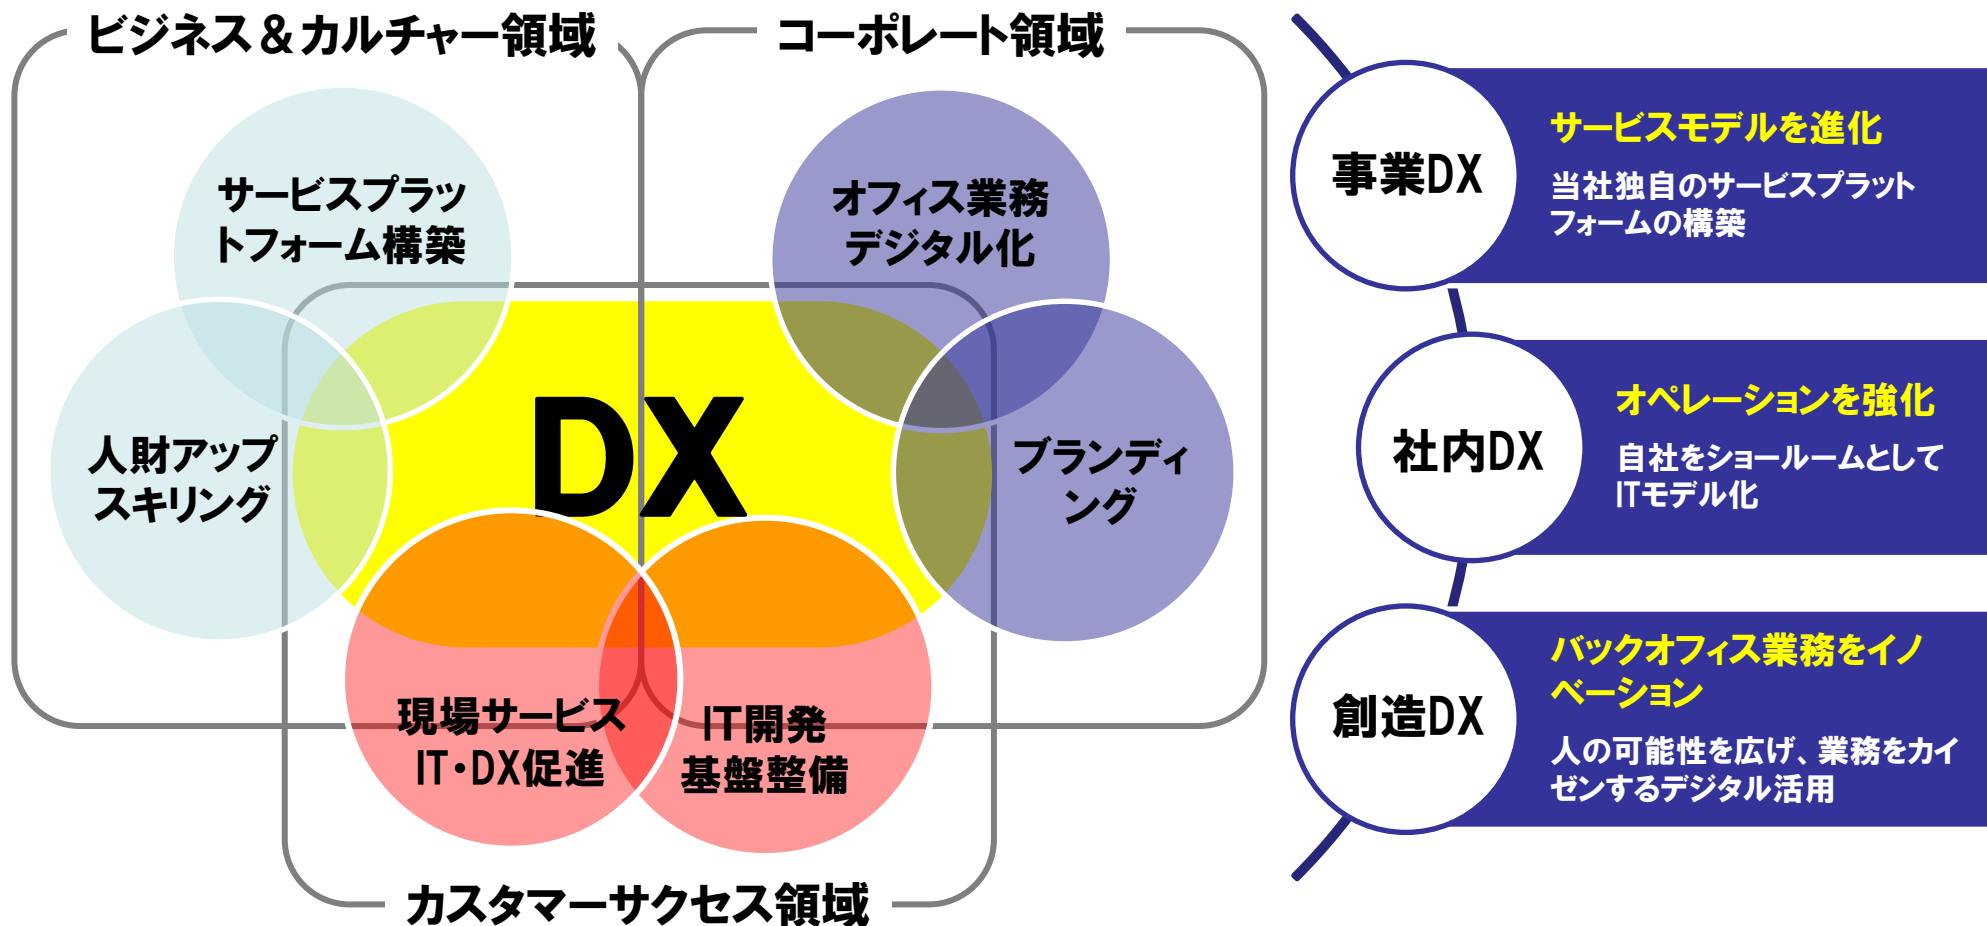 ビジネス＆カルチャー領域
コーポレート領域
サービスプラッ
トフォーム構築
オフィス業務
デジタル化
人財アップ
スキリング
DX
ブランディ
ング
現場サービス
IT・DX促進
IT開発
基盤整備
カスタマーサクセス領域
事業DX
サービスモデルを進化
当社独自のサービスプラット
フォームの構築
社内DX
オペレーションを強化
自社をショールームとして
ITモデル化
創造DX
バックオフィス業務をイノ
ベーション
人の可能性を広げ、業務をカイ
ゼンするデジタル活用